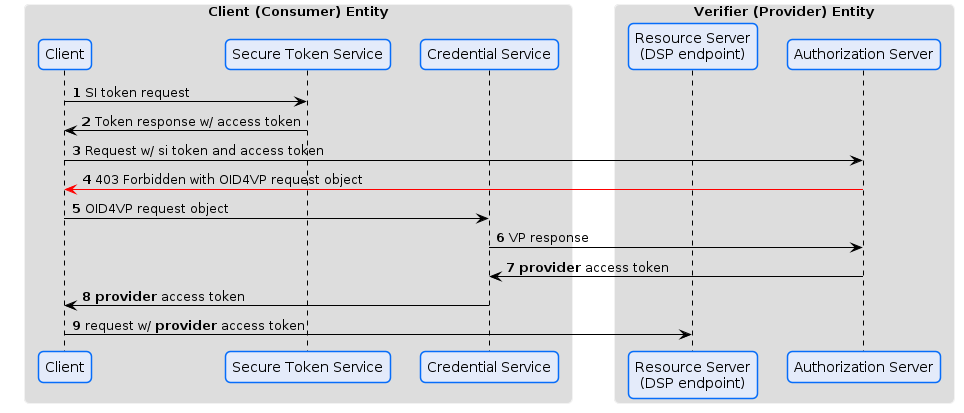 Client (Consumer) Entity
Verifier (Provider) Entity
Client
Secure Token Service
Credential Service
Resource Server
(DSP endpoint)
Authorization Server
1 SI token request
2 Token response w/ access token
3 Request w/ si token and access token
4 403 Forbidden with OID4VP request object
5 OID4VP request object
6 VP response
7 provider access token
8 provider access token
9 request w/ provider access token
Client
Secure Token Service
Credential Service
Resource Server
(DSP endpoint)
Authorization Server